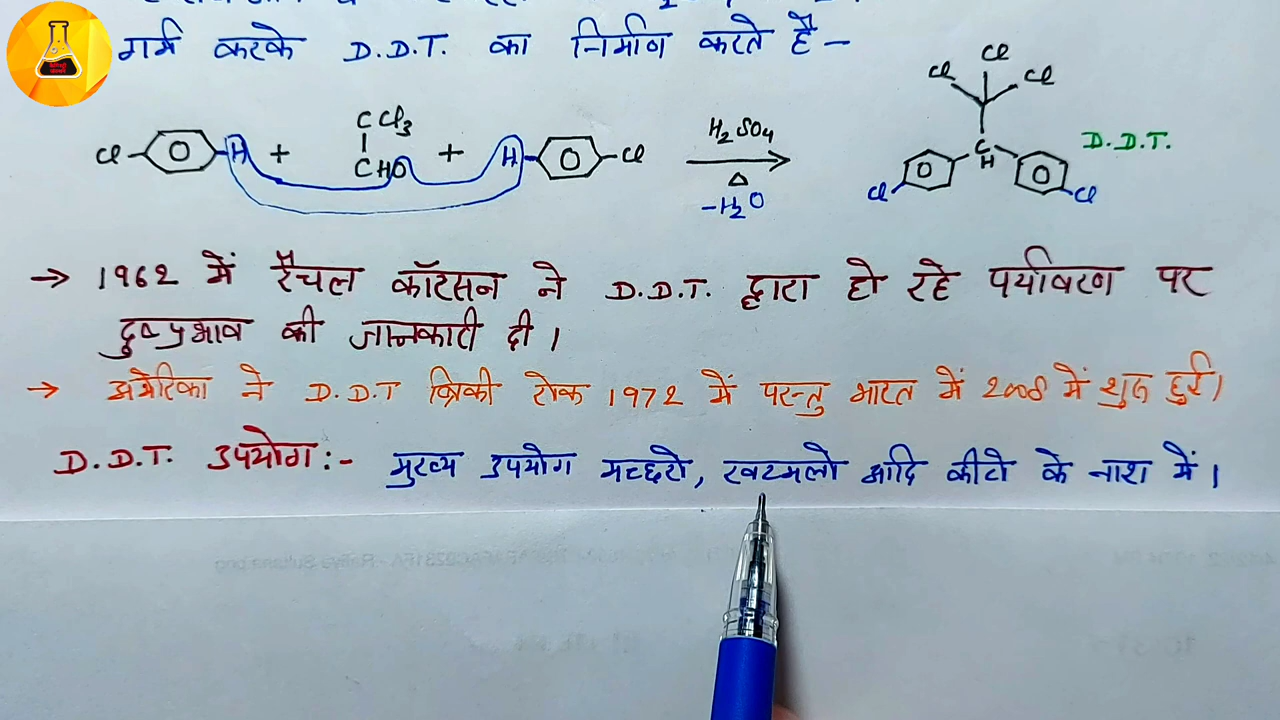 गर्म करके D.D.T. का निर्माण करते हैं –
Cl Cl Cl
Cl H + CCl3 CHO + H Cl H2SO4 Δ -H2O C H Cl Cl D.D.T.
→ 1962 में रैचल कॉरसन ने D.D.T. द्वारा हो रहे पर्यावरण पर
दुष्प्रभाव की जानकारी दी।
→ अमेरिका ने D.D.T बिक्री रोक 1972 में परन्तु भारत में 2008 में शुरू हुई।
D.D.T. उपयोग:- मुख्य उपयोग मच्छरो, खटमलो आदि कीटो के नाश में।